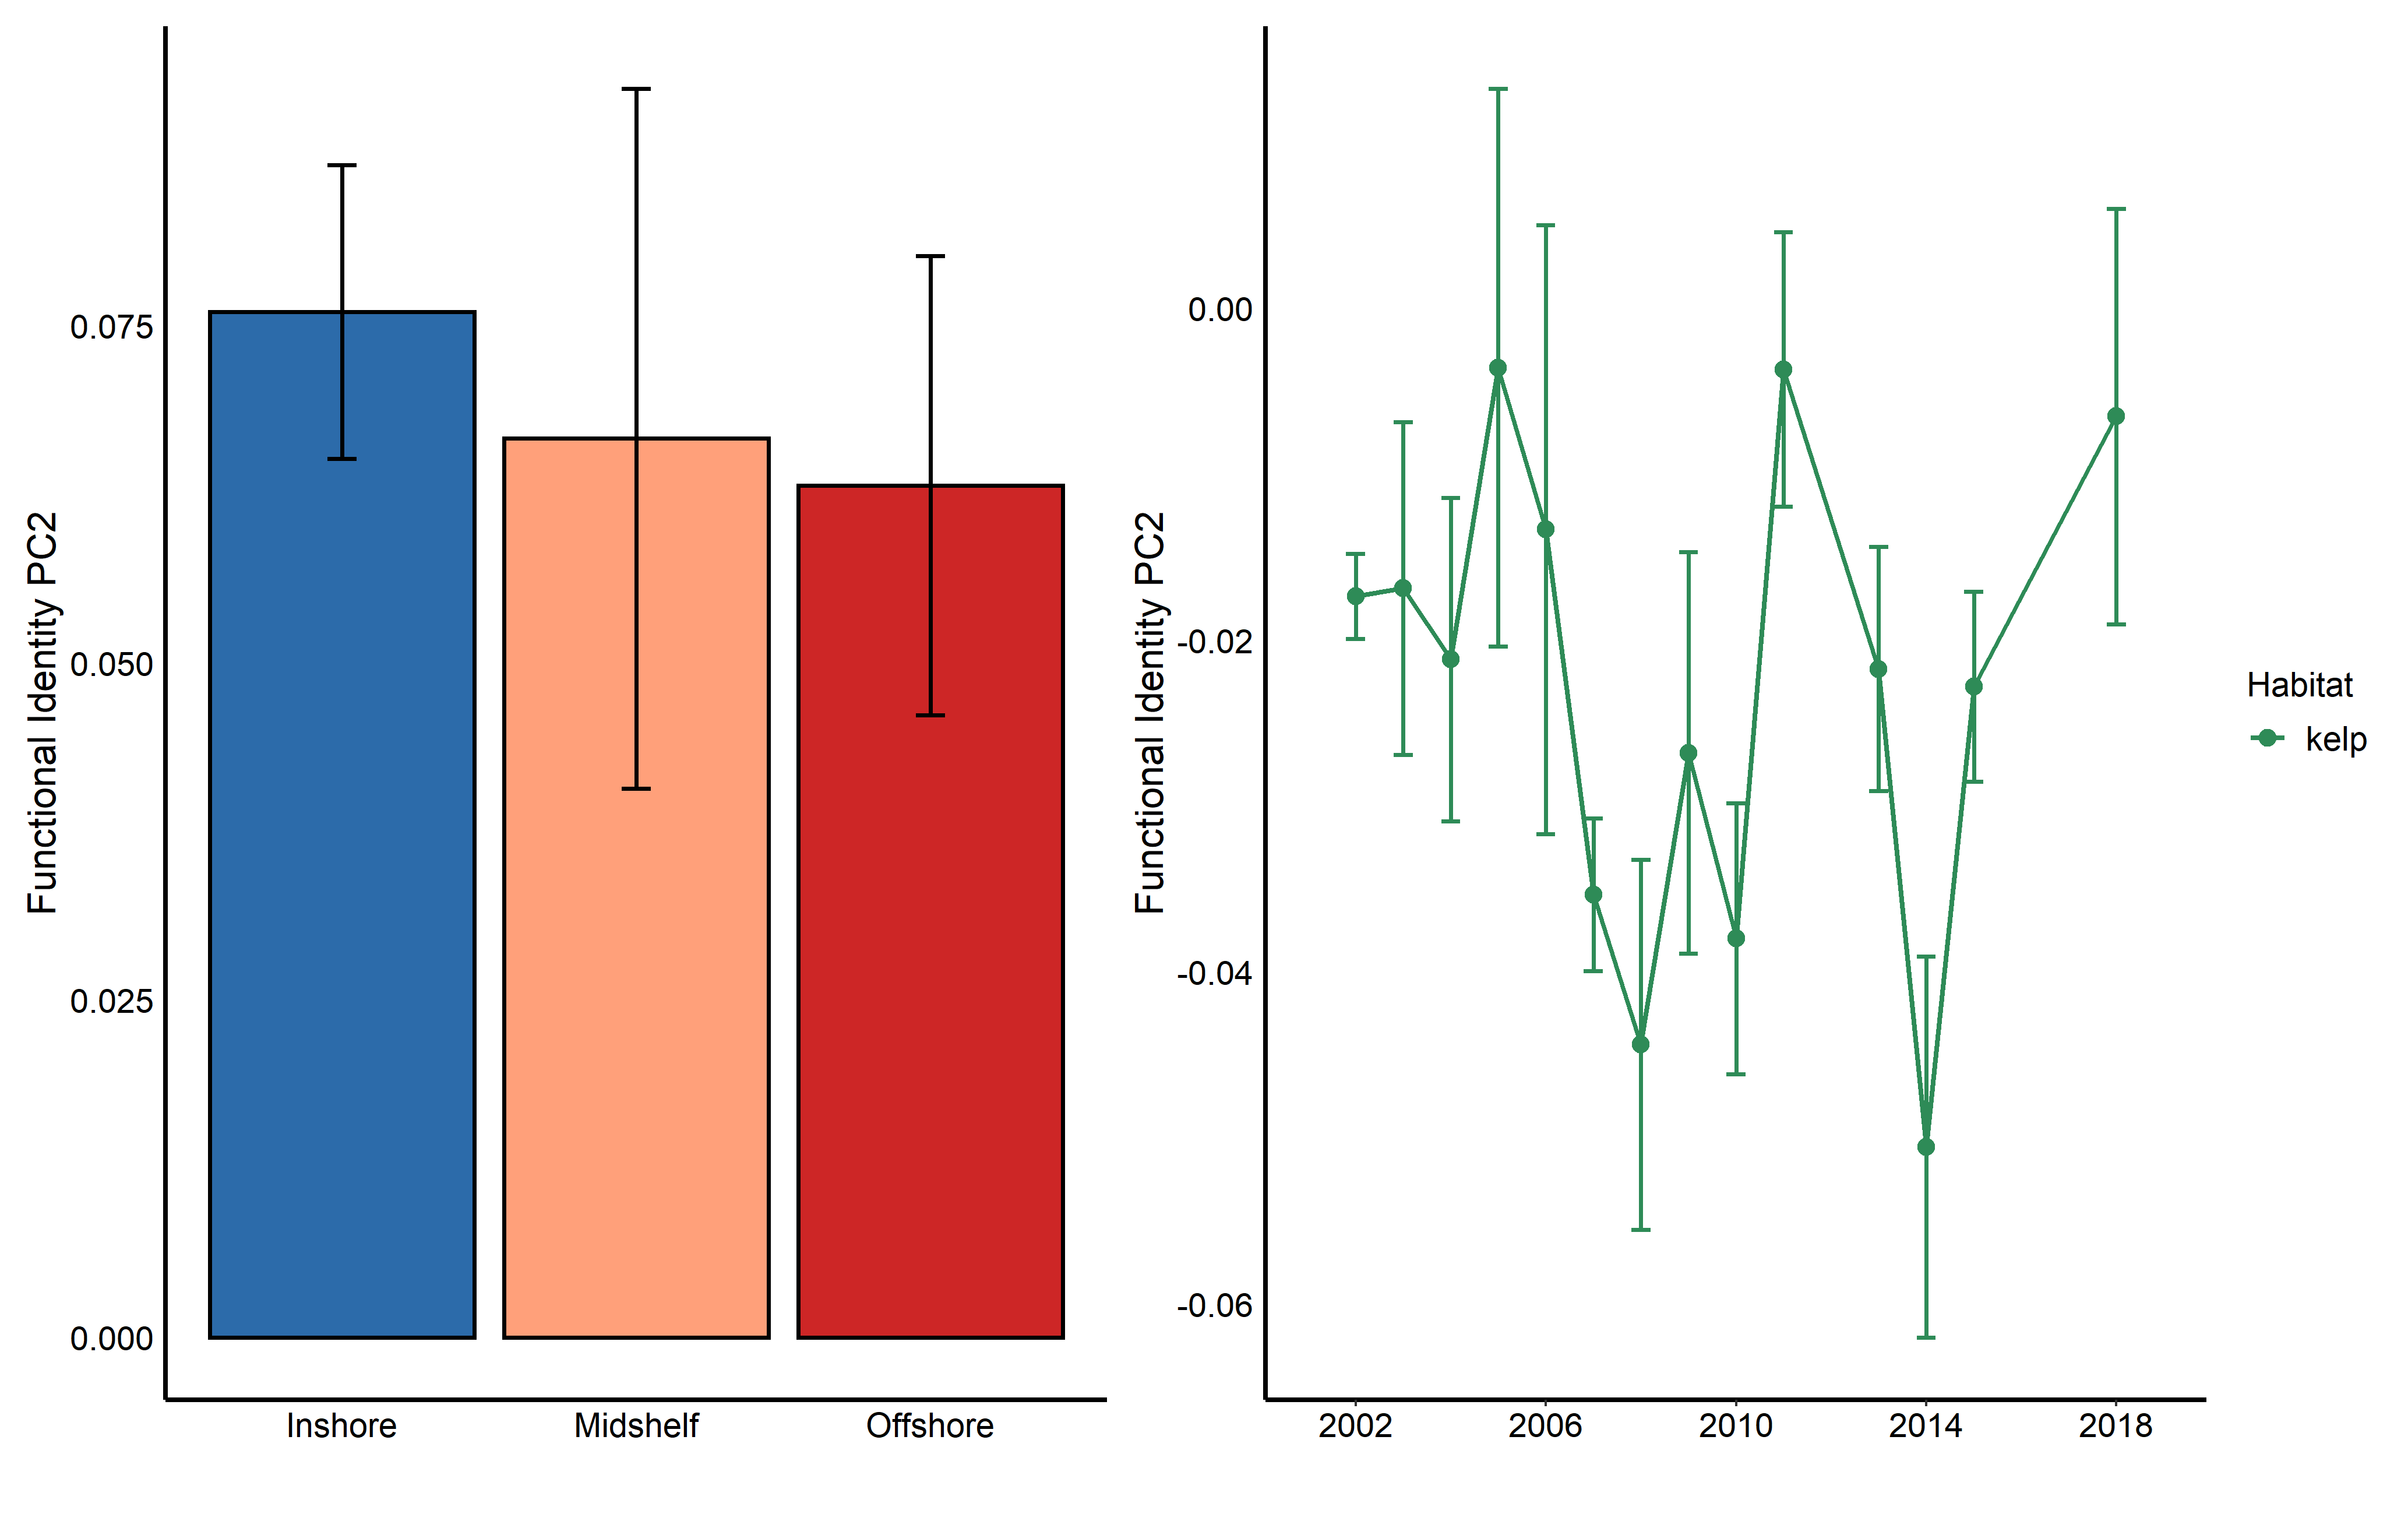 Functional Identity PC2
0.075
0.050
0.025
0.000
Inshore Midshelf Offshore
Functional Identity PC2
0.00
-0.02
-0.04
-0.06
2002 2006 2010 2014 2018
Habitat
kelp